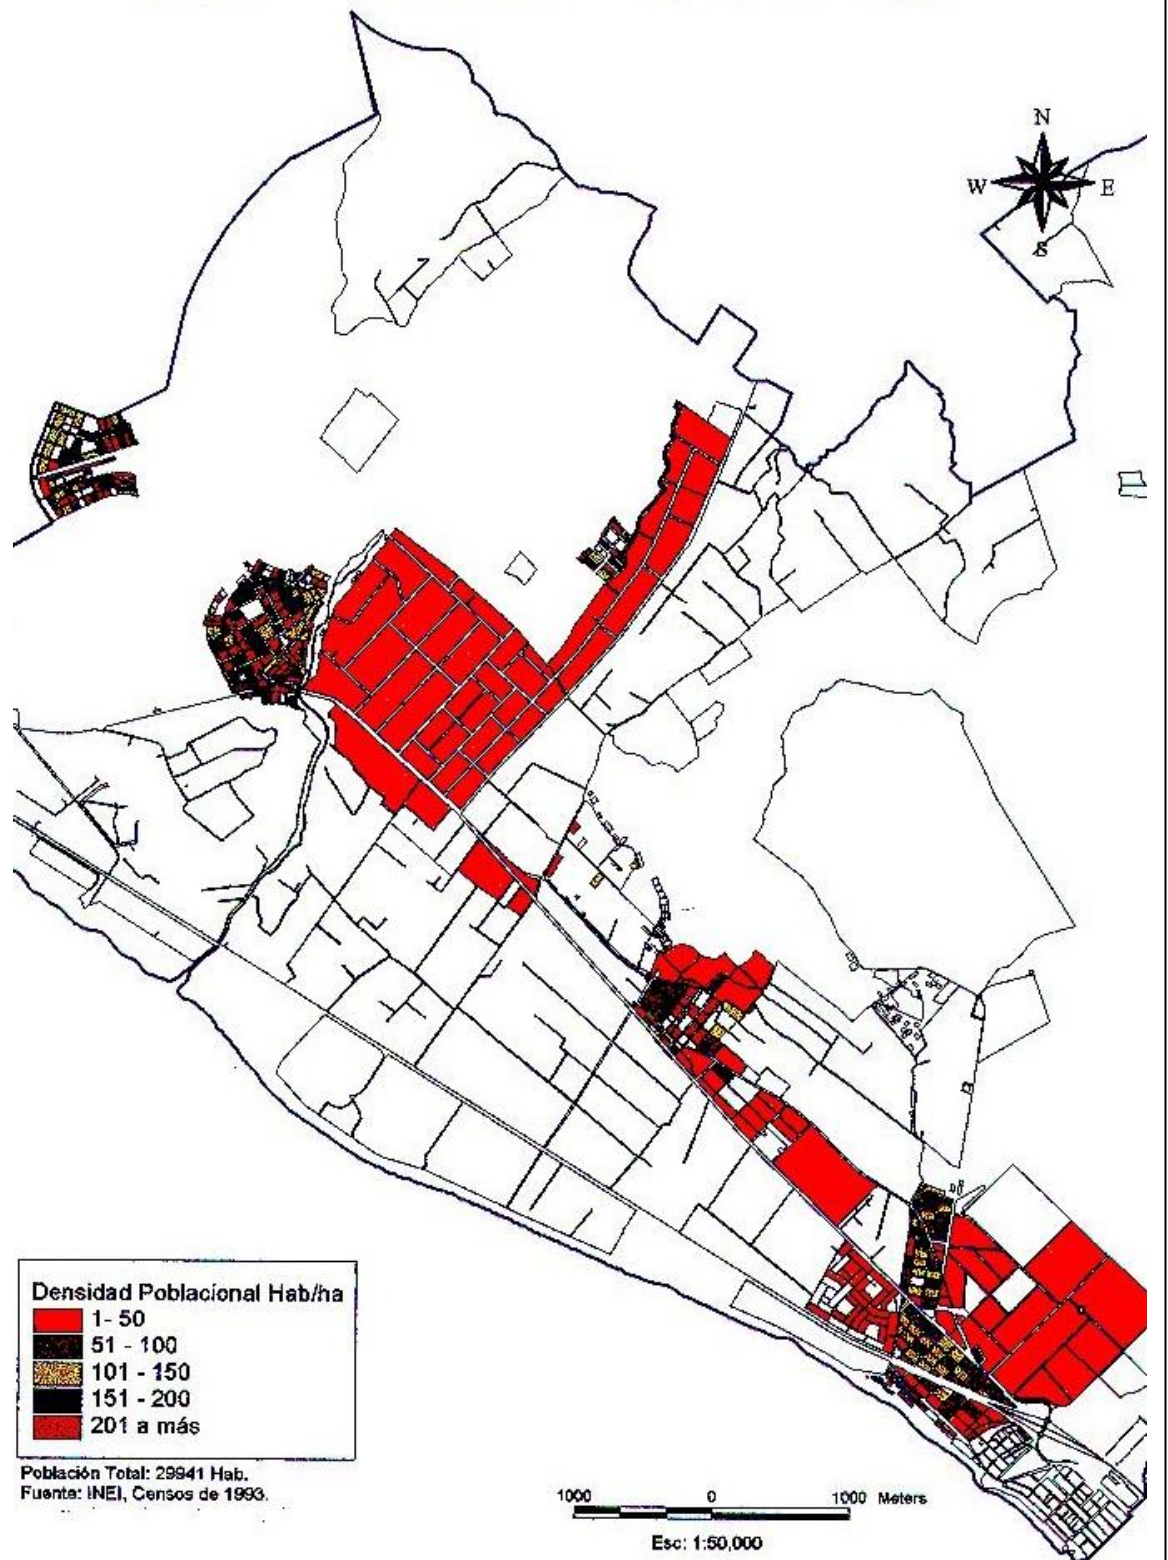 N
W E
S
Densidad Poblacional Hab/ha
1- 50
51 - 100
101 - 150
151 - 200
201 a más
Población Total: 29941 Hab.
Fuente: INEI, Censos de 1993.
1000 0 1000 Meters
Esc: 1:50,000